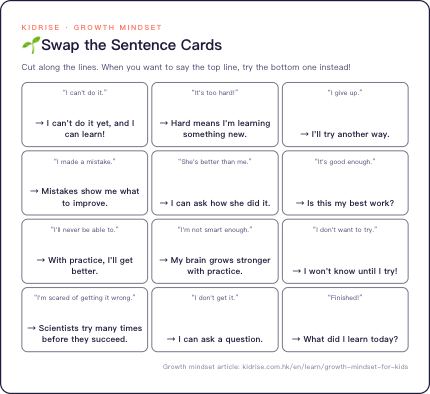 KIDRISE · GROWTH MINDSET
Swap the Sentence Cards
Cut along the lines. When you want to say the top line, try the bottom one instead!
"I can't do it."
→ I can't do it yet, and I
can learn!
"It's too hard!"
→ Hard means I'm learning
something new.
"I give up."
→ I'll try another way.
"I made a mistake."
→ Mistakes show me what
to improve.
"She's better than me."
→ I can ask how she did it.
"It's good enough."
→ Is this my best work?
"I'll never be able to."
→ With practice, I'll get
better.
"I'm not smart enough."
→ My brain grows stronger
with practice.
"I don't want to try."
→ I won't know until I try!
"I'm scared of getting it wrong."
→ Scientists try many times
before they succeed.
"I don't get it."
→ I can ask a question.
"Finished!"
→ What did I learn today?
Growth mindset article: kidrise.com.hk/en/learn/growth-mindset-for-kids